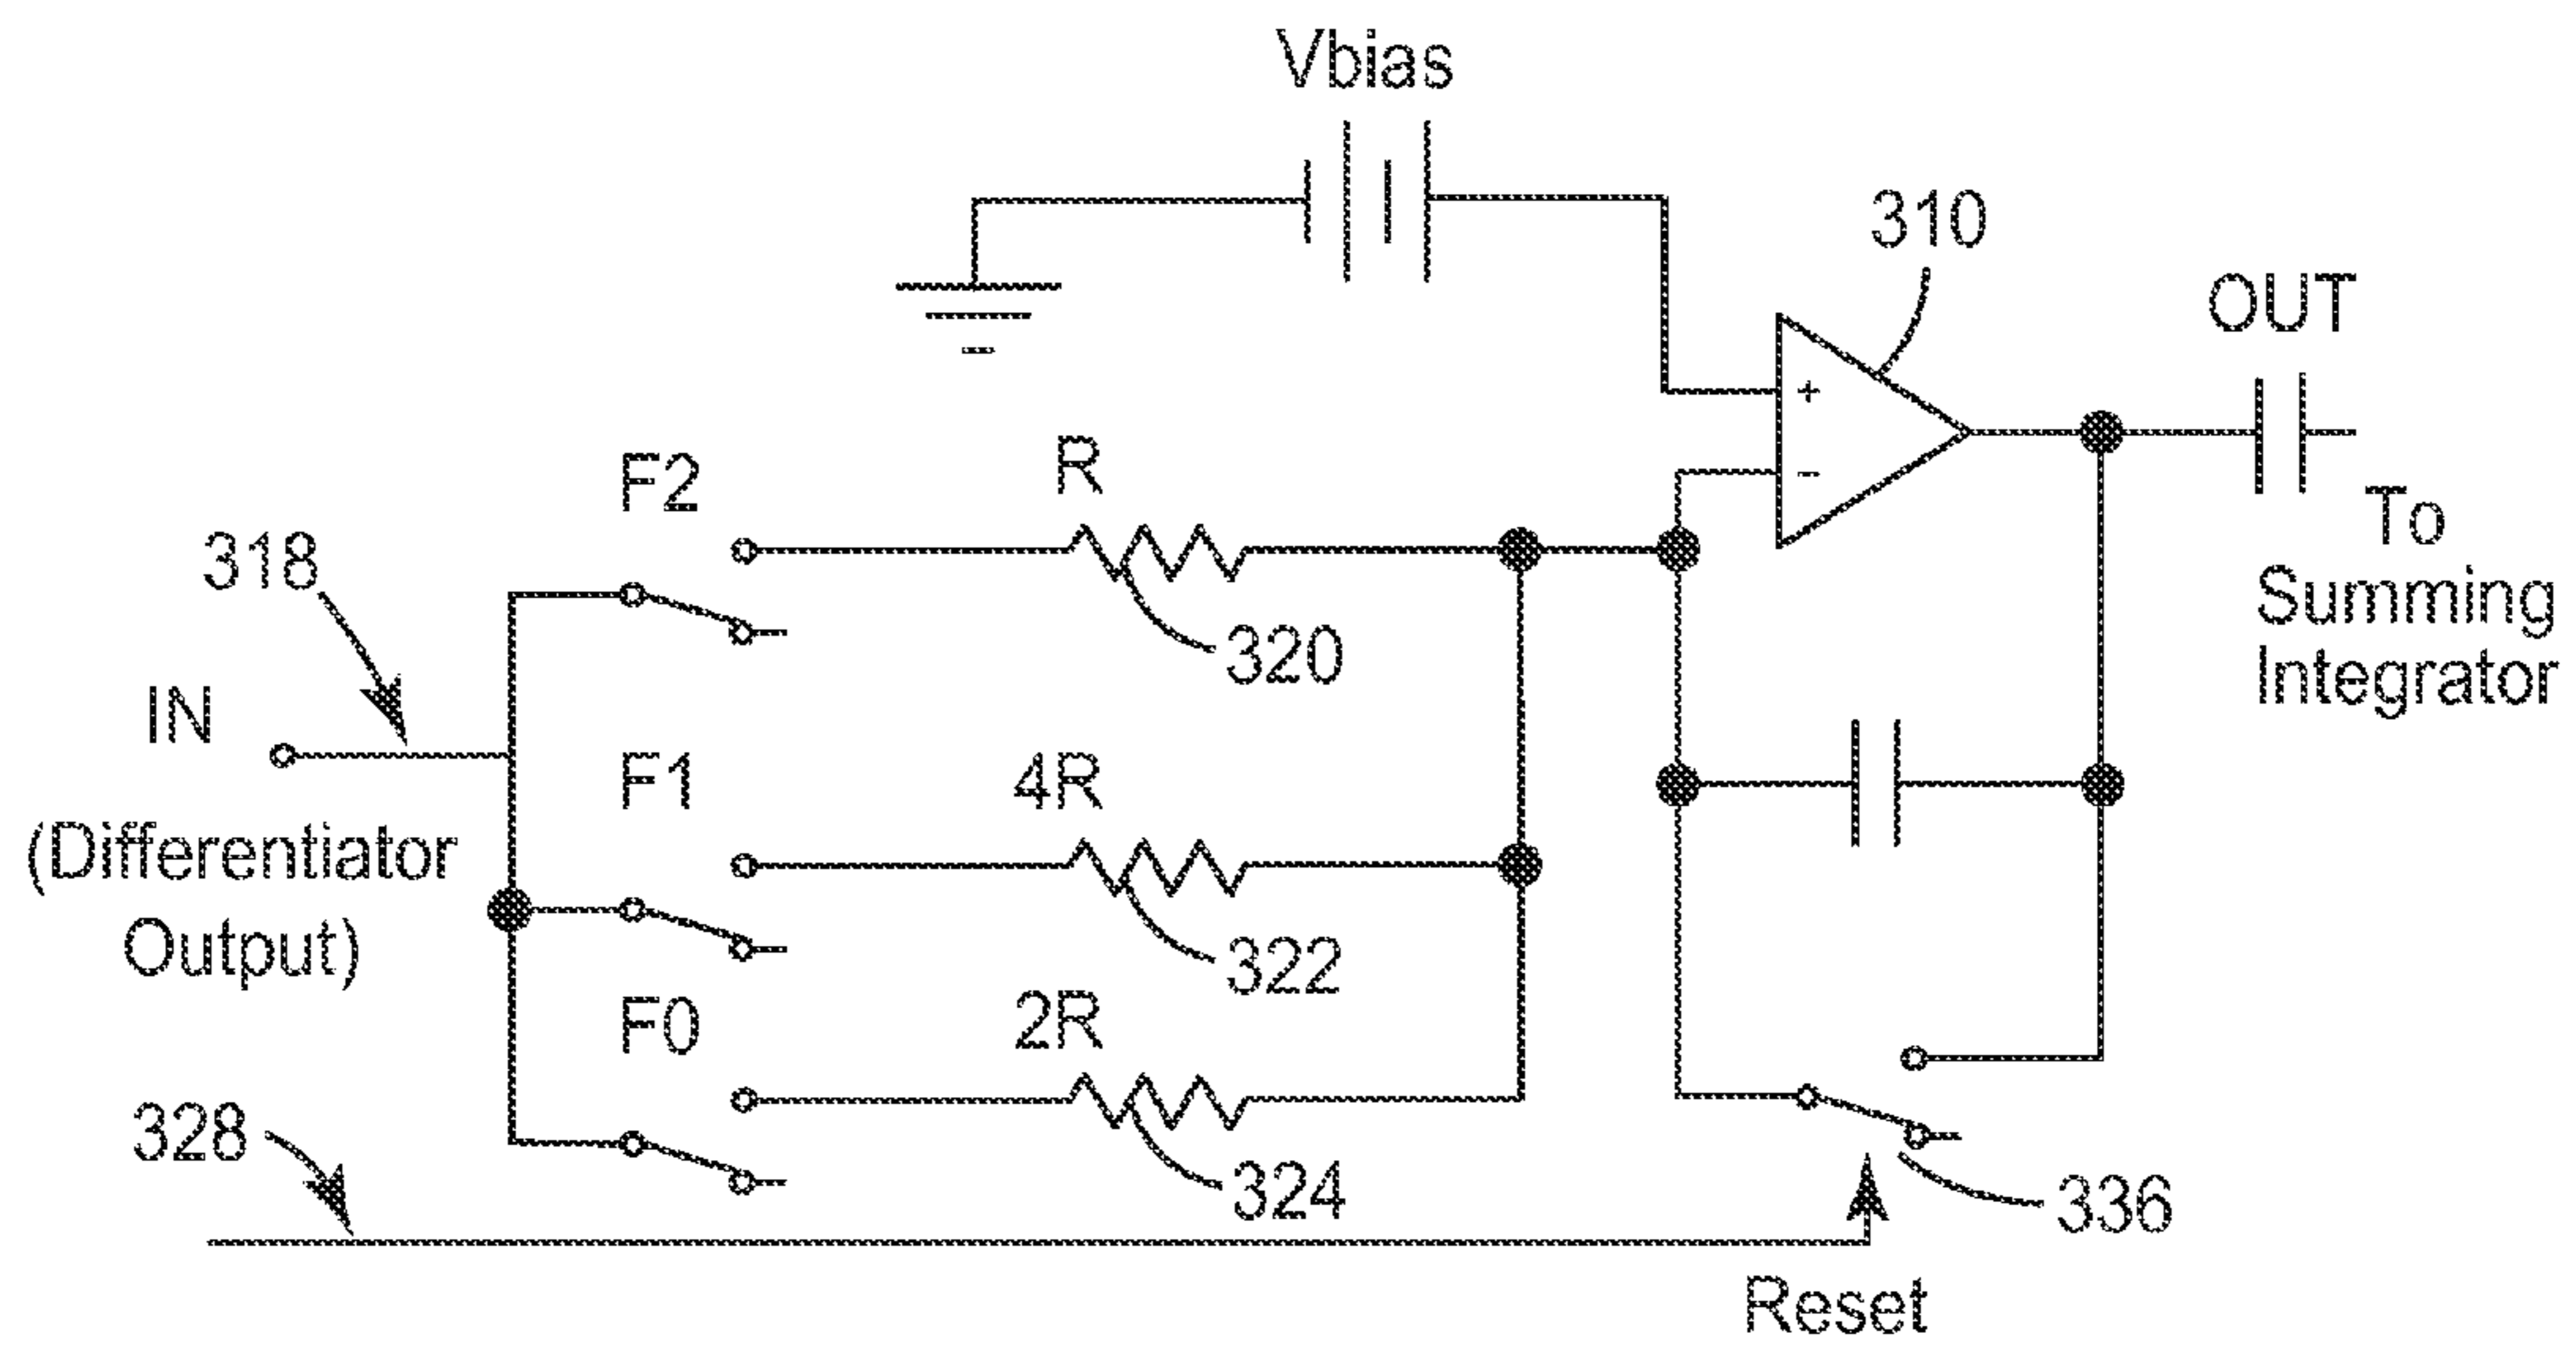 Vbias
310
OUT
F2
R
318
To
Summing
Integrator
320
IN
F1
4R
(Differentiator
Output)
322
F0
2R
328
324
336
Reset
+
-